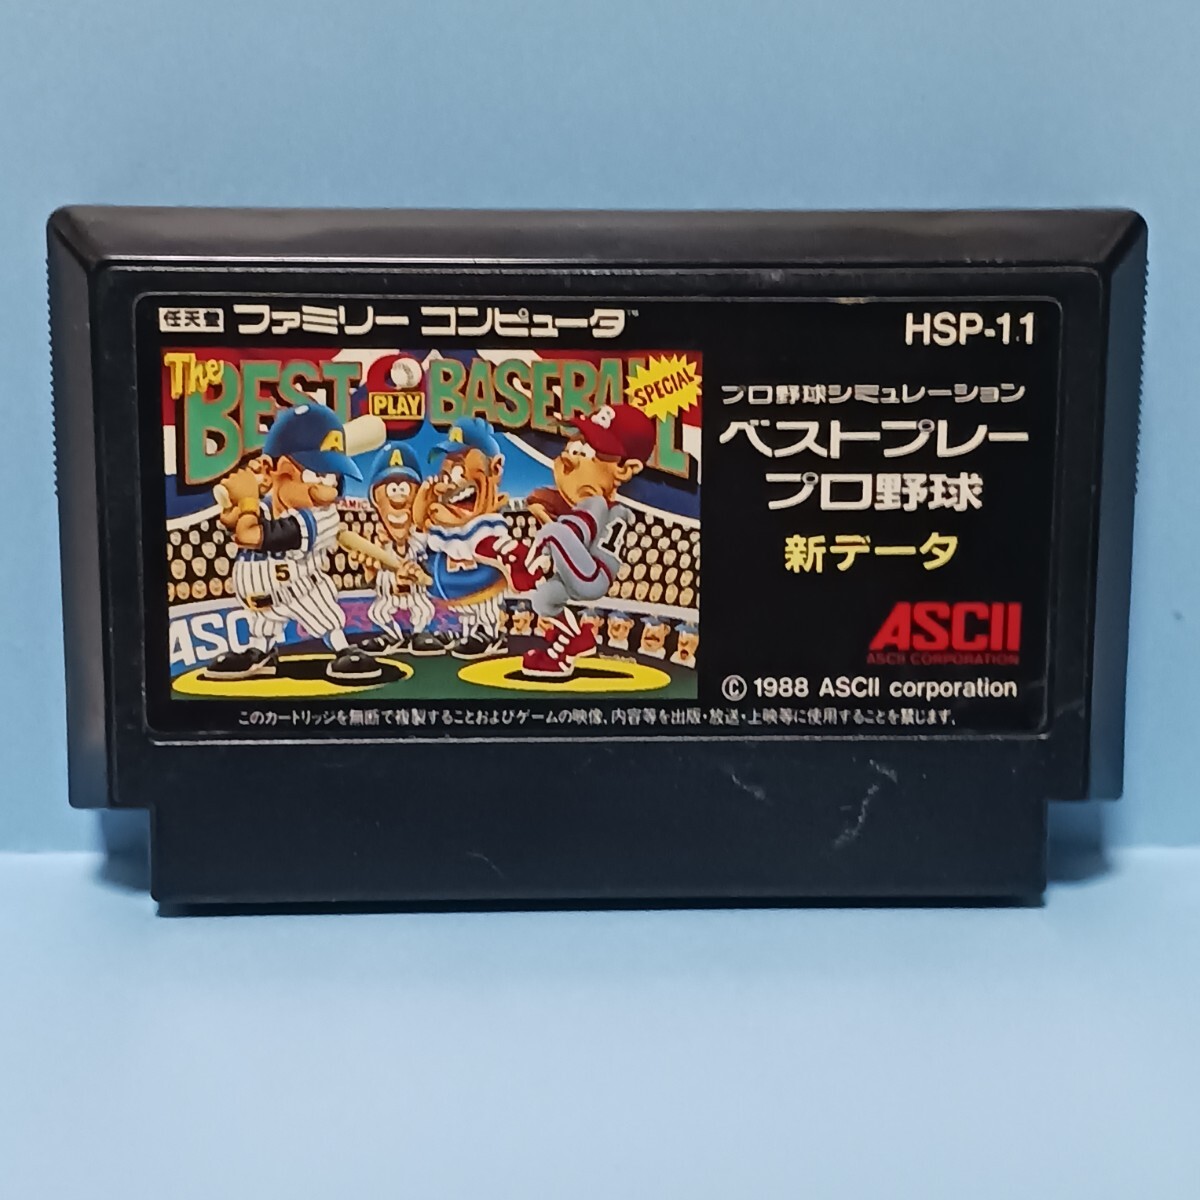 任天堂 ファミリー コンピュータ™
HSP-11
The
BEST PLAY BASEBALL
SPECIAL
プロ野球シミュレーション
ベストプレー
プロ野球
新データ
A
A
A
B
1
5
ASCII
ASCII
ASCII CORPORATION
© 1988 ASCII corporation
このカートリッジを無断で複製することおよびゲームの映像、内容等を出版・放送・上映等に使用することを禁じます。